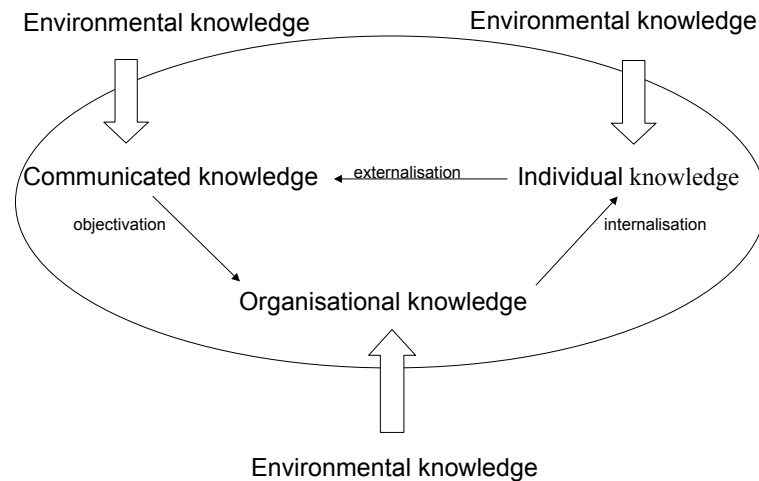 Environmental knowledge
Environmental knowledge
Communicated knowledge
externalisation
Individual knowledge
objectivation
internalisation
Organisational knowledge
Environmental knowledge